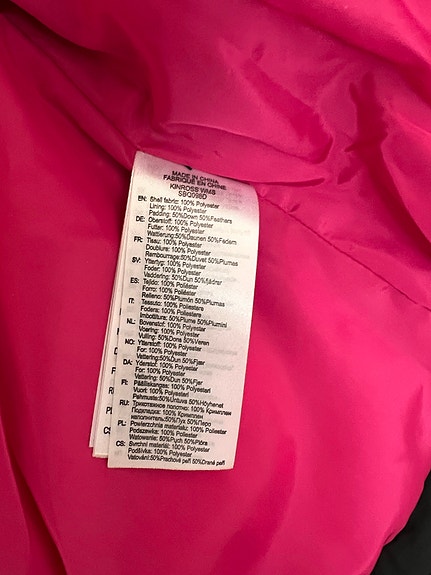 MADE IN CHINA
FABRIQUÉ EN CHINE
KINROSS WMS
SBQ09BD
EN: Shell fabric: 100% Polyester
Lining: 100% Polyester
Padding: 50%Down 50%Feathers
DE: Oberstoff: 100% Polyester
Futter: 100% Polyester
Wattierung:50%Daunen 50%Federn
FR: Tissu: 100% Polyester
Doublure: 100% Polyester
Rembourrage:50%Duvet 50%Plumas
SV: Yttertyg: 100% Polyester
Foder: 100% Polyester
Vaddering:50%Dun 50%fjädrar
ES: Tejido: 100% Poliéster
Forro: 100% Poliéster
Relleno: 50%Plumón 50%Plumas
IT: Tessuto: 100% Poliestere
Fodera: 100% Poliestere
Imbottitura: 50%Piume 50%Piumini
NL: Bovenstof: 100% Polyester
Voering: 100% Polyester
Vulling: 50%Dons 50%Veren
NO: Ytterstoff: 100% Polyester
For: 100% Polyester
Vattering:50%Dun 50%Fjær
DA: Yderstof: 100% Polyester
For: 100% Polyester
Vattering: 50%Dun 50%Fjer
FI: Päällikangas: 100% Polyesteri
Vuori: 100% Polyesteri
Pehmuste:50%Untuva 50%Höyhenet
RU: Трикотажное полотно: 100% Кримплен
Подкладка: 100% Кримплен
наполнитель:50%Пух 50%Перо
PL: Powierzchnia materiału: 100% Poliester
Podszewka: 100% Poliester
Watowanie: 50%Puch 50%Pióra
CS: Svrchní materiál: 100% Polyester
Podšívka: 100% Polyester
Vatování:50%Prachové peří 50%Drané peří